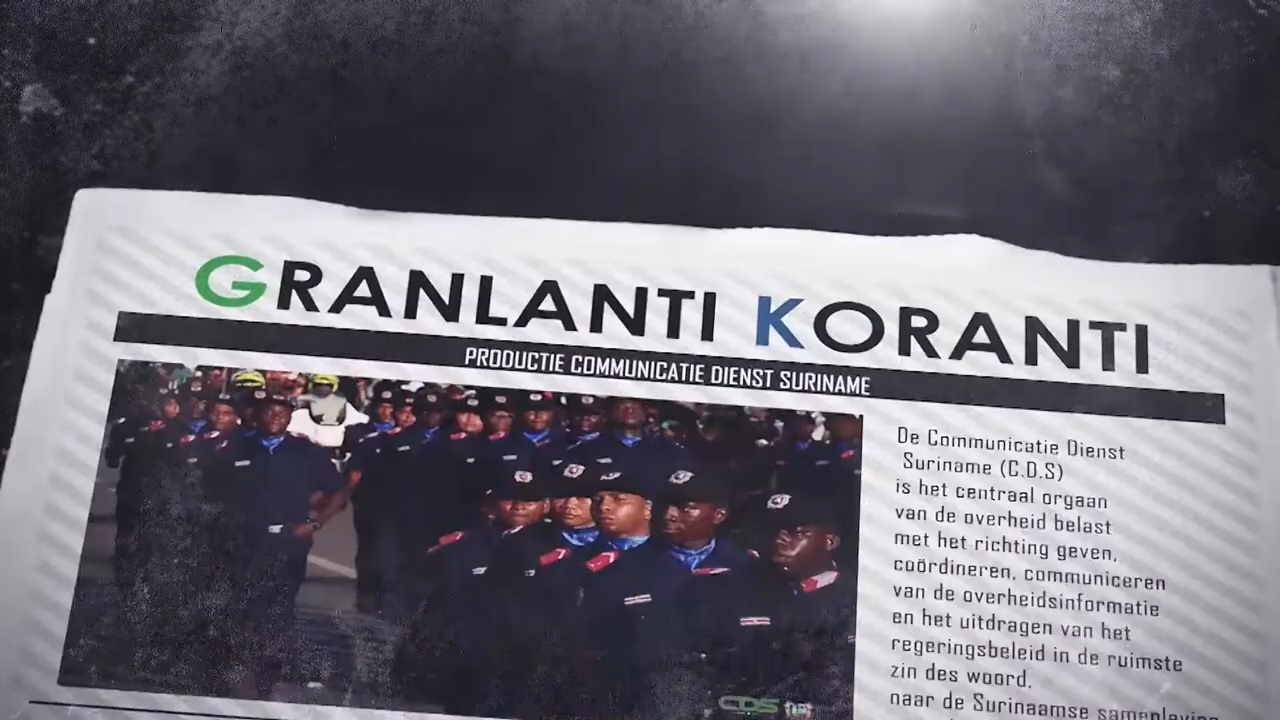 GRANLANTI KORANTI
PRODUCTIE COMMUNICATIE DIENST SURINAME
De Communicatie Dienst
Suriname (C.D.S)
is het centraal orgaan
van de overheid belast
met het richting geven,
coördineren, communiceren
van de overheidsinformatie
en het uitdragen van het
regeringsbeleid in de ruimste
zin des woord,
naar de Surinaamse samenleving
CDS